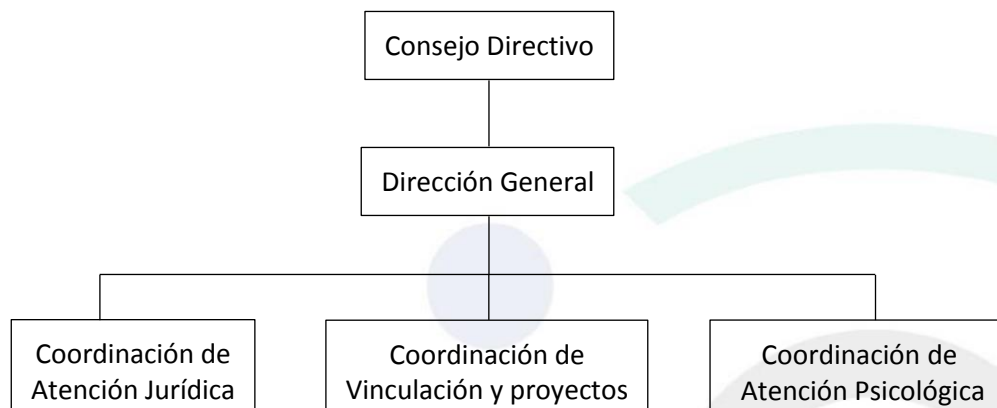 Consejo Directivo
Dirección General
Coordinación de
Atención Jurídica
Coordinación de
Vinculación y proyectos
Coordinación de
Atención Psicológica